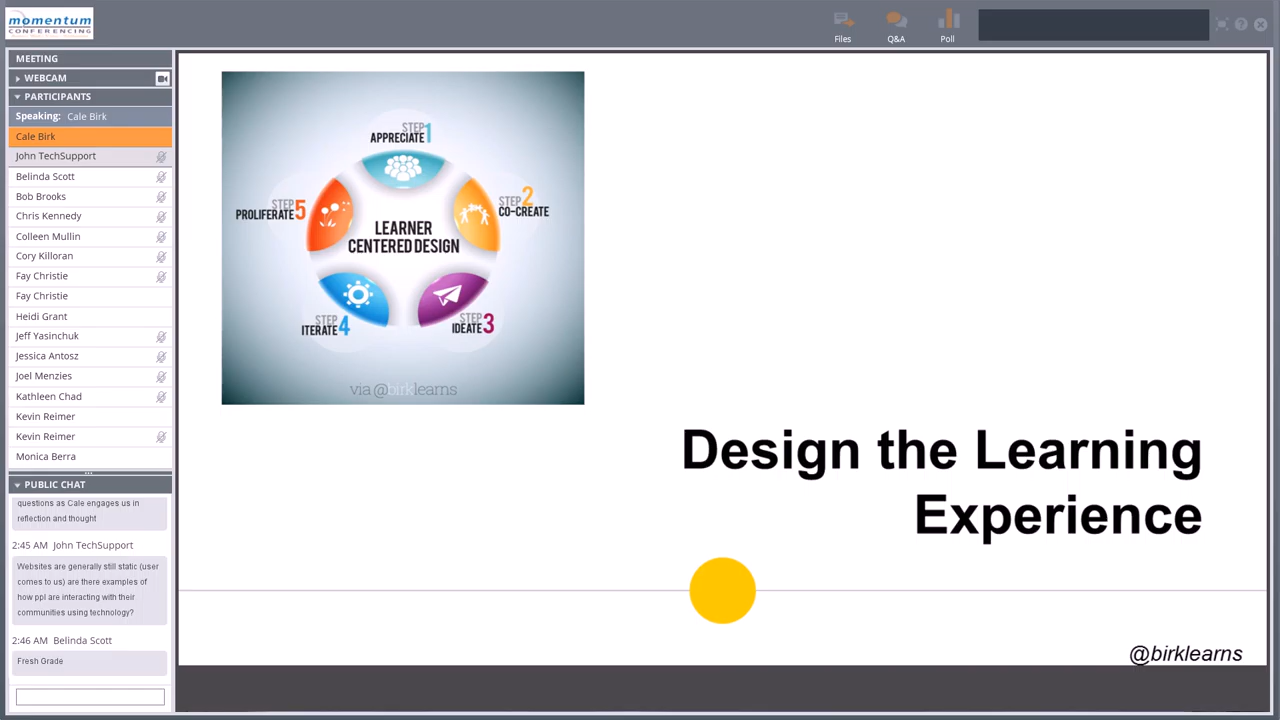 momentum
CONFERENCING
Files
Q&A
Poll
MEETING
WEBCAM
PARTICIPANTS
Speaking: Cale Birk
Cale Birk
John TechSupport
Belinda Scott
Bob Brooks
Chris Kennedy
Colleen Mullin
Cory Killoran
Fay Christie
Fay Christie
Heidi Grant
Jeff Yasinchuk
Jessica Antosz
Joel Menzies
Kathleen Chad
Kevin Reimer
Kevin Reimer
Monica Berra
PUBLIC CHAT
questions as Cale engages us in
reflection and thought
2:45 AM John TechSupport
Websites are generally still static (user
comes to us) are there examples of
how ppl are interacting with their
communities using technology?
2:46 AM Belinda Scott
Fresh Grade
STEP 1
APPRECIATE
STEP 2
CO-CREATE
STEP 5
PROLIFERATE
LEARNER
CENTERED DESIGN
STEP 4
ITERATE
STEP 3
IDEATE
via @birklearns
Design the Learning
Experience
@birklearns